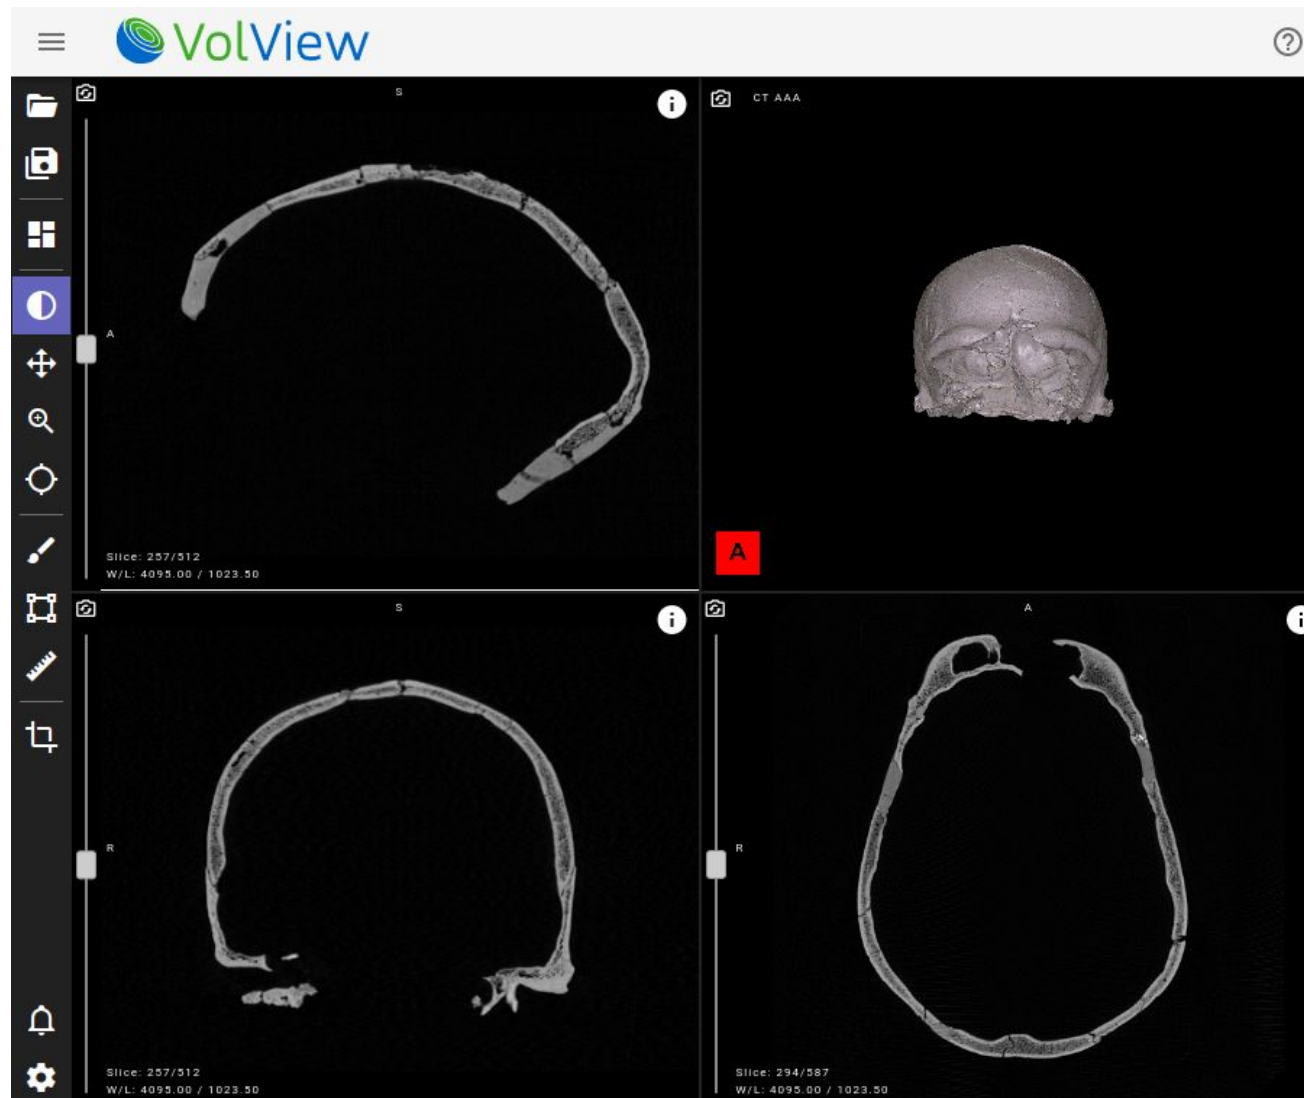 VolView
S
CT AAA
A
Slice: 257/512
W/L: 4095.00 / 1023.50
A
S
R
Slice: 257/512
W/L: 4095.00 / 1023.50
A
R
Slice: 294/587
W/L: 4095.00 / 1023.50